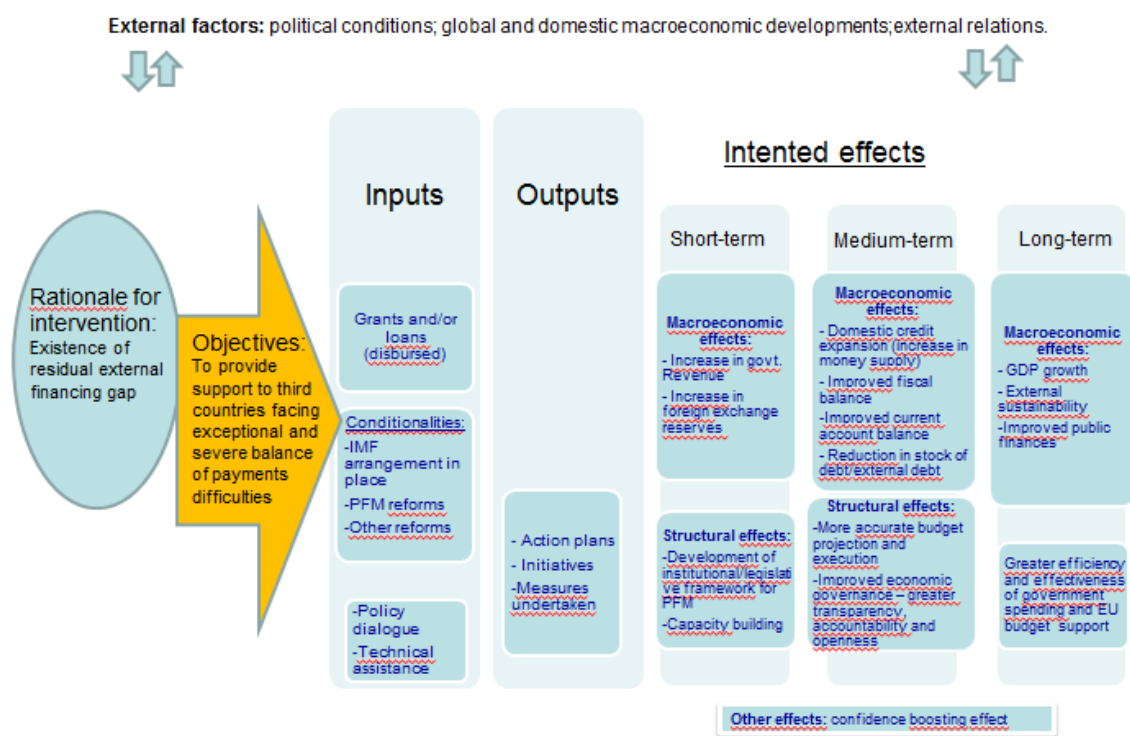 External factors: political conditions; global and domestic macroeconomic developments;external relations.
Rationale for
intervention:
Existence of
residual external
financing gap
Objectives:
To provide
support to third
countries facing
exceptional and
severe balance
of payments
difficulties
Inputs
Grants and/or
loans
(disbursed)
Conditionalities:
-IMF
arrangement in
place
-PFM reforms
-Other reforms
-Policy
dialogue
-Technical
assistance
Outputs
- Action plans
- Initiatives
-Measures
undertaken
Intented effects
Short-term
Macroeconomic
effects:
- Increase in govt.
Revenue
- Increase in
foreign exchange
reserves
Structural effects:
-Development of
institutional/legislati
ve framework for
PFM
-Capacity building
Medium-term
Macroeconomic
effects:
- Domestic credit
expansion (increase in
money supply)
- Improved fiscal
balance
-Improved current
account balance
- Reduction in stock of
debt/external debt
Structural effects:
-More accurate budget
projection and
execution
-Improved economic
governance – greater
transparency,
accountability and
openness
Long-term
Macroeconomic
effects:
- GDP growth
- External
sustainability
-Improved public
finances
Greater efficiency
and effectiveness
of government
spending and EU
budget support
Other effects: confidence boosting effect